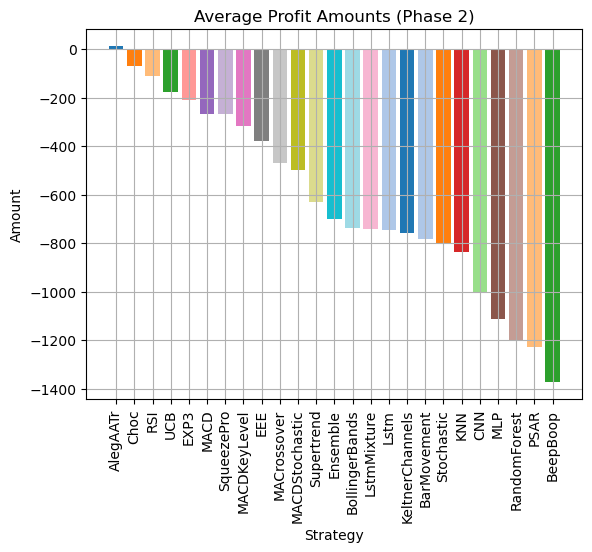 Average Profit Amounts (Phase 2)
Amount
0
−200
−400
−600
−800
−1000
−1200
−1400
AlegAATr
Choc
RSI
UCB
EXP3
MACD
SqueezePro
MACDKeyLevel
EEE
MACrossover
MACDStochastic
Supertrend
Ensemble
BollingerBands
LstmMixture
Lstm
KeltnerChannels
BarMovement
Stochastic
KNN
CNN
MLP
RandomForest
PSAR
BeepBoop
Strategy